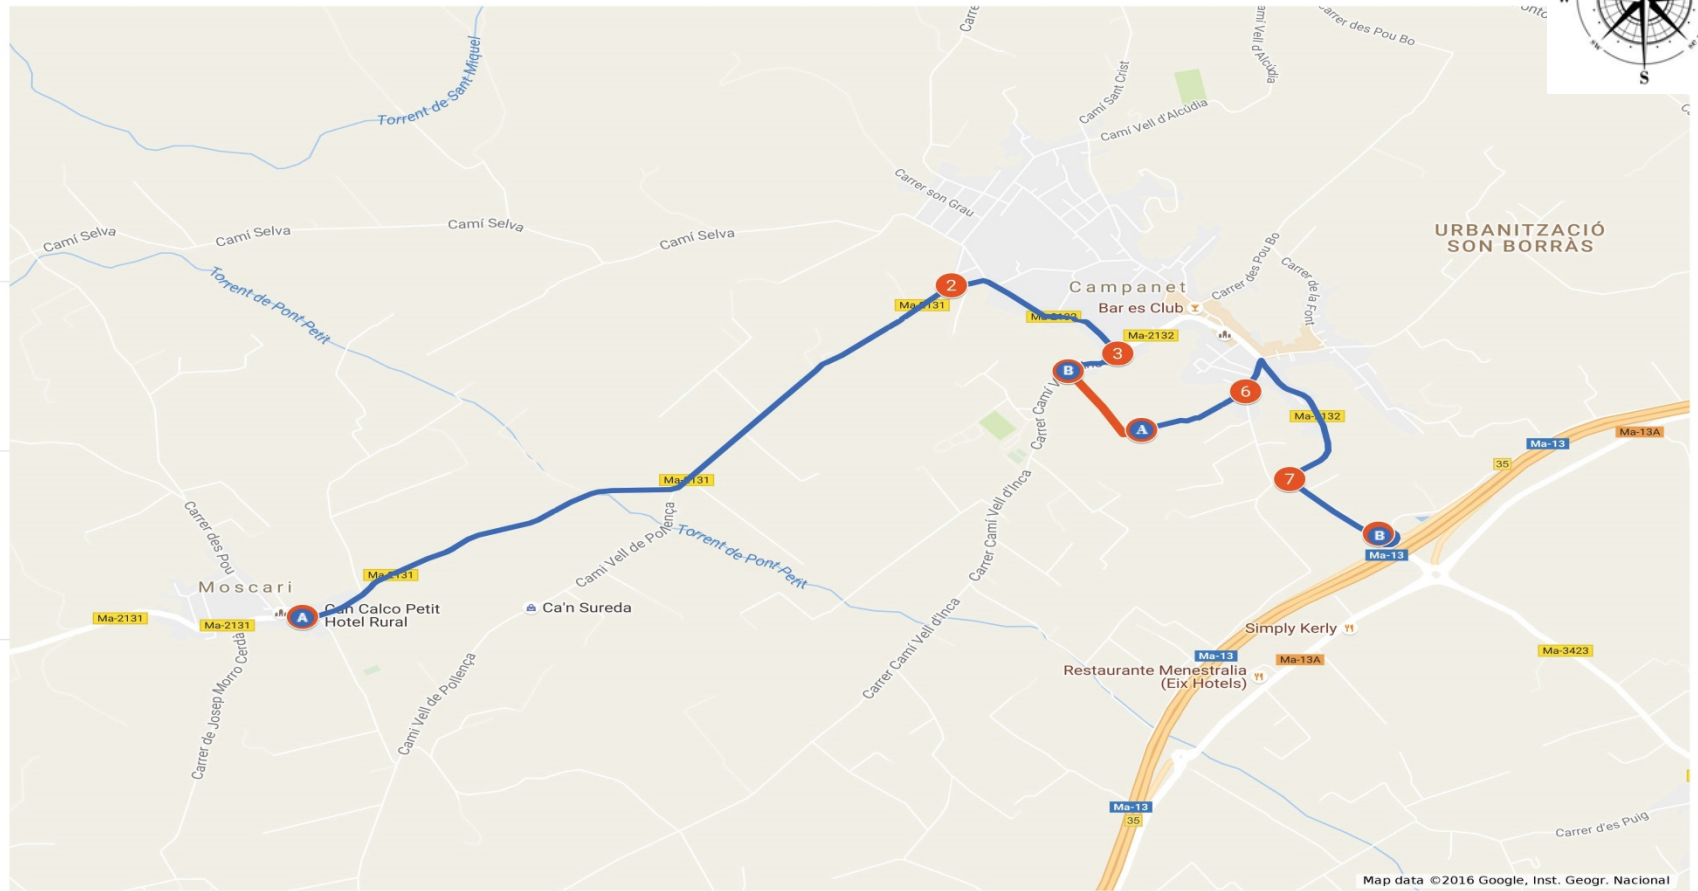 Carrer
Camí Vell d'Alcúdia
Carrer des Pou Bo
SW
S
Torrent de Sant Miquel
Camí Sant Crist
Camí Vell d'Alcúdia
Carrer son Grau
Camí Selva
Camí Selva
Camí Selva
Camí Selva
URBANITZACIÓ
SON BORRÀS
Carrer des Pou Bo
Carrer de la Font
Torrent de Pont Petit
2
Campanet
Bar es Club
Ma-2131
Ma-2132
3
B
6
Ma-2132
A
Ma-13
Ma-13A
35
Carrer Camí Vell d'Inca
7
Ma-2131
Carrer des Pou
Camí Vell de Pollença
Torrent de Pont Petit
B
Ma-13
Moscari
Ma-2131
Can Calco Petit
Hotel Rural
A
Ca'n Sureda
Ma-2131
Ma-2131
Simply Kerly
Ma-13
Ma-13A
Ma-3423
Restaurante Menestralia
(Eix Hotels)
Carrer Camí Vell d'Inca
Carrer de Josep Morro Cerdà
Camí Vell de Pollença
Ma-13
35
Carrer d'es Puig
Map data ©2016 Google, Inst. Geogr. Nacional